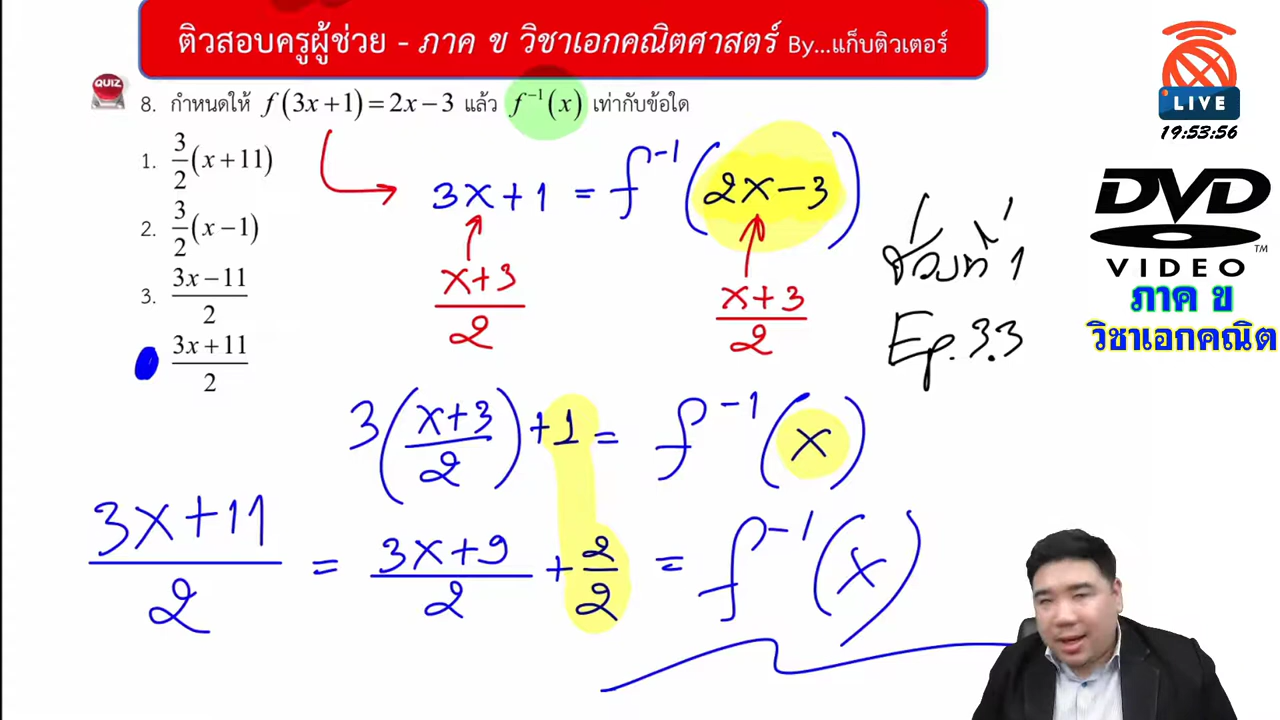 ติวสอบครูผู้ช่วย - ภาค ข วิชาเอกคณิตศาสตร์ By...แก็บติวเตอร์
QUIZ
8. กำหนดให้ f(3x+1)=2x−3 แล้ว f⁻¹(x) เท่ากับข้อใด
1. 3/2 (x+11)
2. 3/2 (x−1)
3. (3x−11)/2
(3x+11)/2
3x+1 = f⁻¹(2x−3)
(x+3)/2 (x+3)/2
3((x+3)/2)+1 = f⁻¹(x)
(3x+11)/2 = (3x+9)/2 + 2/2 = f⁻¹(x)
ช่วงที่ 1
Ep.3.3
LIVE
19:53:56
DVD
TM
VIDEO
ภาค ข
วิชาเอกคณิต